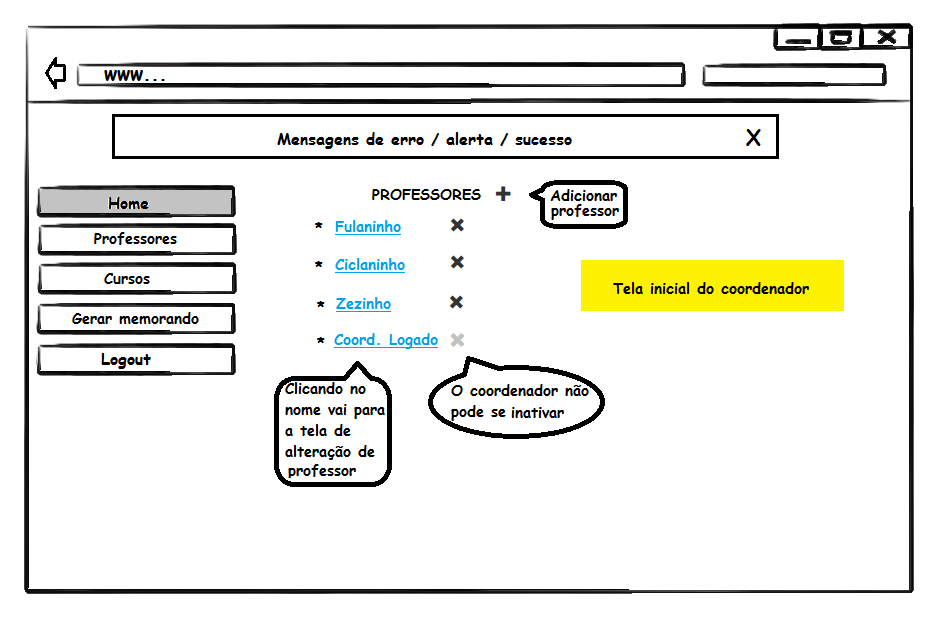 WWW...
Mensagens de erro / alerta / sucesso X
Home
Professores
Cursos
Gerar memorando
Logout
PROFESSORES +
Adicionar
professor
* Fulaninho
* Ciclaninho
* Zezinho
* Coord. Logado
Tela inicial do coordenador
Clicando no
nome vai para
a tela de
alteração de
professor
O coordenador não
pode se inativar